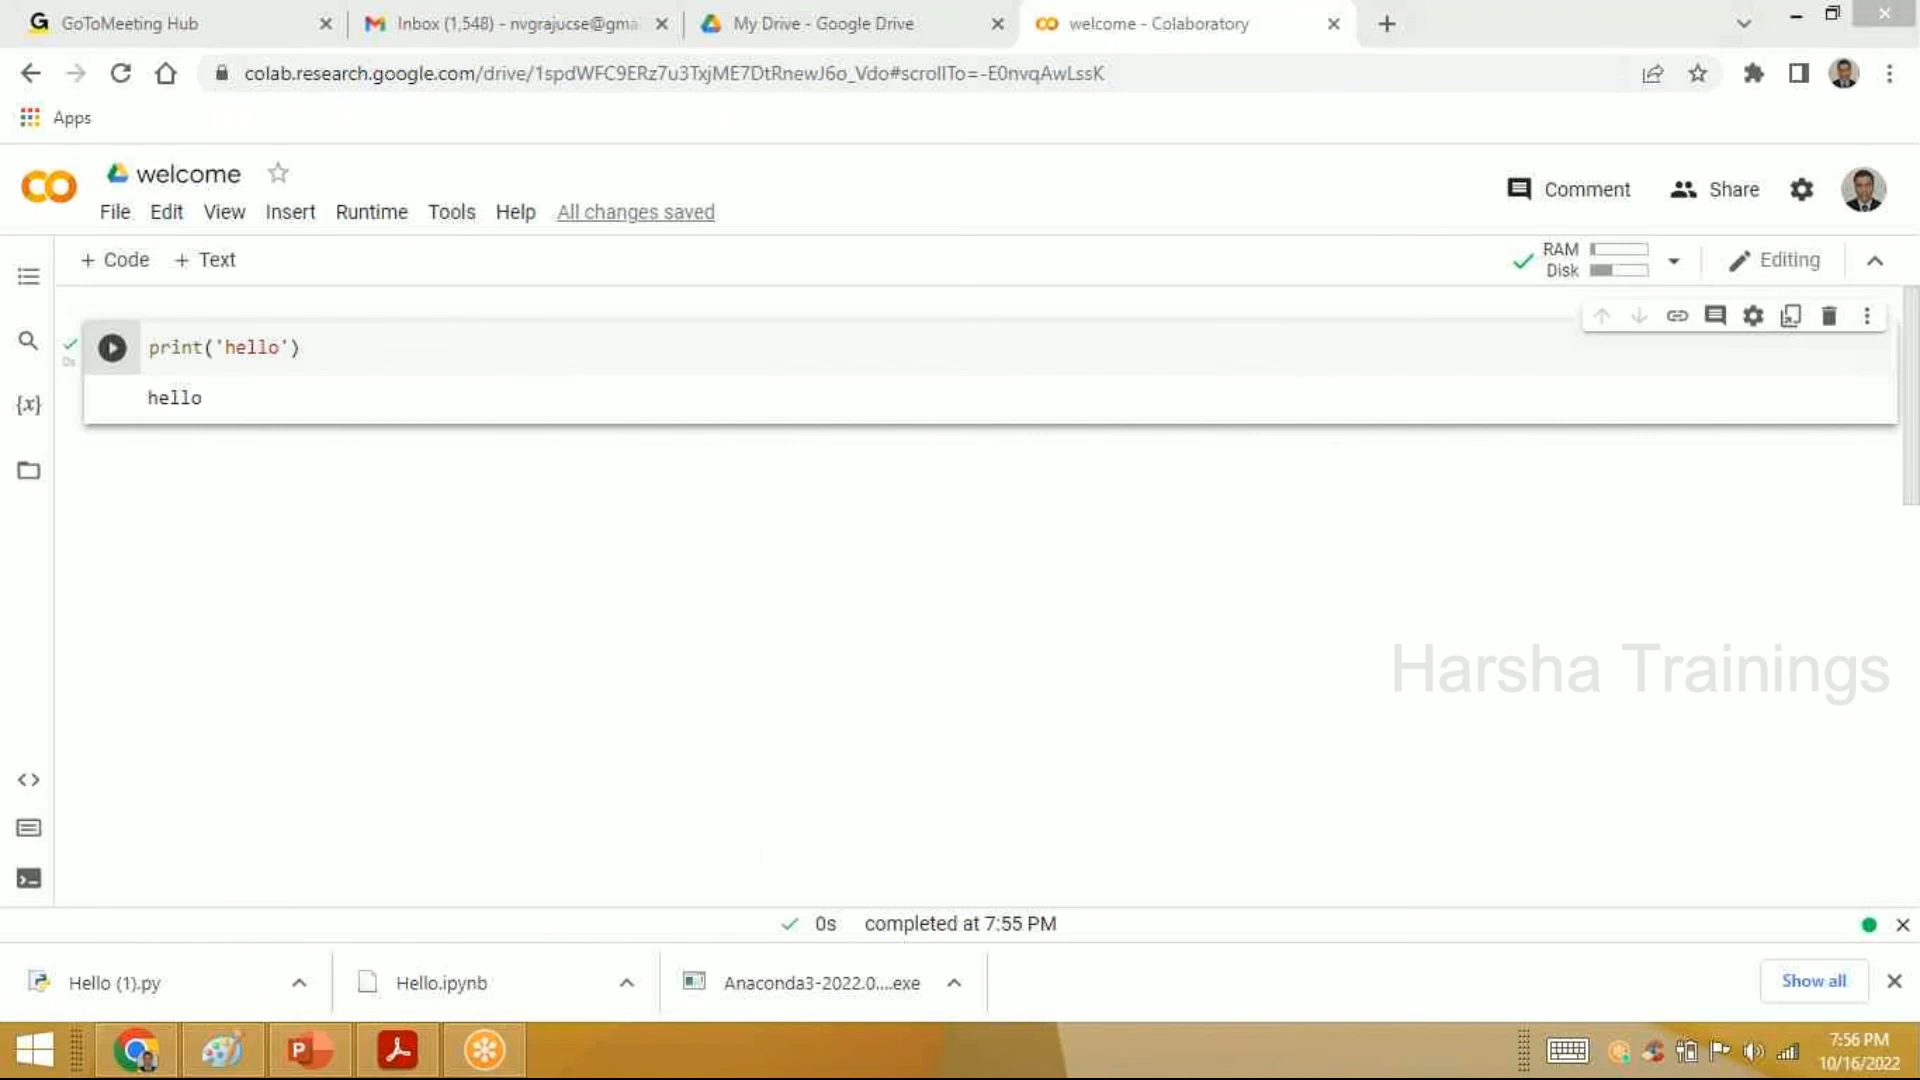 GoToMeeting Hub
Inbox (1,548) - nvgrajucse@gma
My Drive - Google Drive
welcome - Colaboratory
colab.research.google.com/drive/1spdWFC9ERz7u3TxjME7DtRnewJ6o_Vdo#scrollTo=-E0nvqAwLssK
Apps
welcome
Comment
Share
File Edit View Insert Runtime Tools Help All changes saved
+ Code + Text
RAM
Disk
Editing
print('hello')
0s
hello
{x}
Harsha Trainings
0s completed at 7:55 PM
Hello (1).py
Hello.ipynb
Anaconda3-2022.0....exe
Show all
7:56 PM
10/16/2022